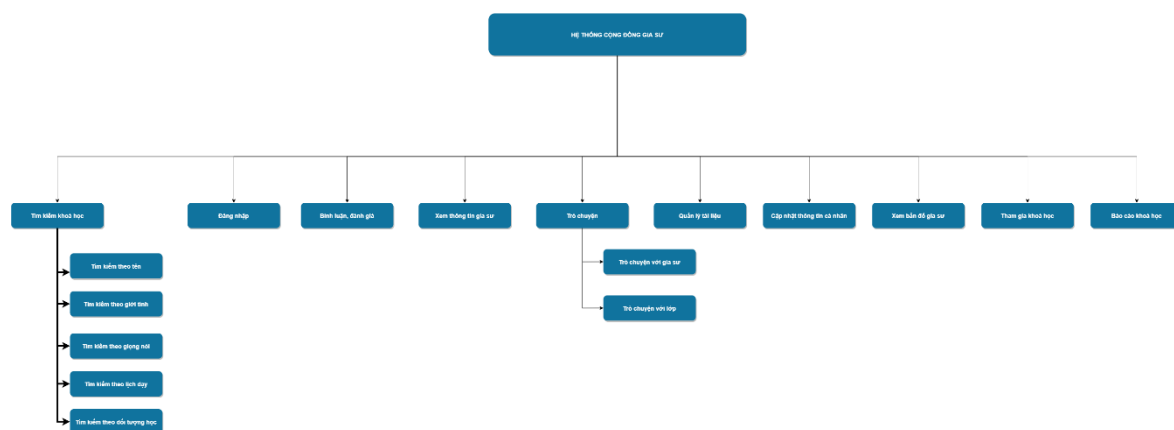 HỆ THỐNG CỘNG ĐỒNG GIA SƯ
Tìm kiếm khoá học
Đăng nhập
Bình luận, đánh giá
Xem thông tin gia sư
Trò chuyện
Quản lý tài liệu
Cập nhật thông tin cá nhân
Xem bản đồ gia sư
Tham gia khoá học
Báo cáo khoá học
Tìm kiếm theo tên
Trò chuyện với gia sư
Tìm kiếm theo giới tính
Trò chuyện với lớp
Tìm kiếm theo giọng nói
Tìm kiếm theo lịch dạy
Tìm kiếm theo đối tượng học